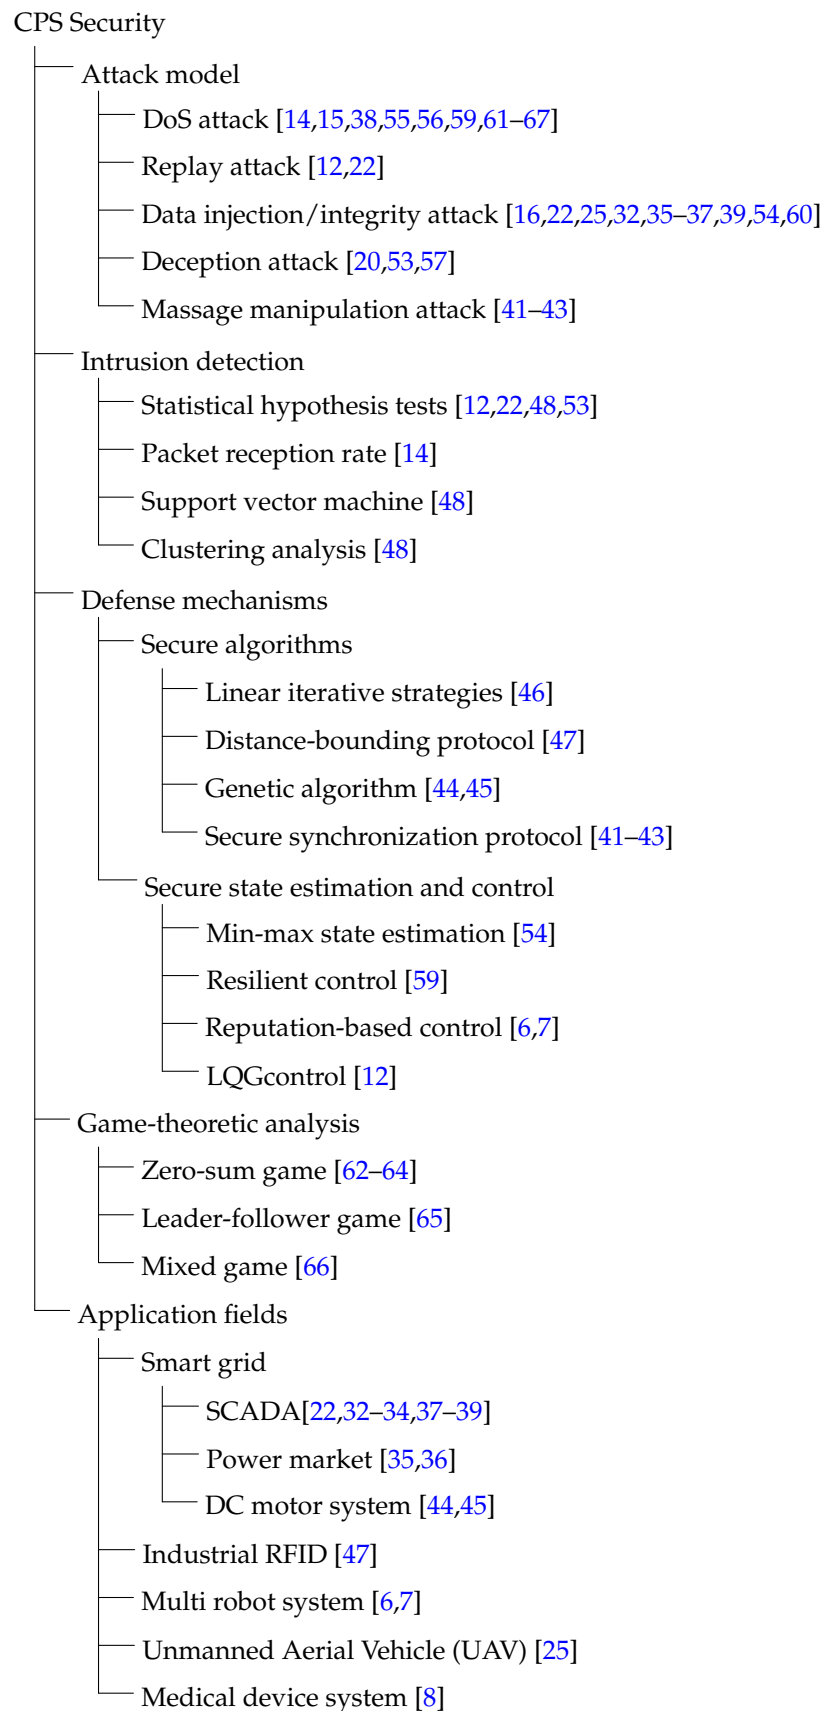 CPS Security
Attack model
DoS attack [14,15,38,55,56,59,61–67]
Replay attack [12,22]
Data injection/integrity attack [16,22,25,32,35–37,39,54,60]
Deception attack [20,53,57]
Massage manipulation attack [41–43]
Intrusion detection
Statistical hypothesis tests [12,22,48,53]
Packet reception rate [14]
Support vector machine [48]
Clustering analysis [48]
Defense mechanisms
Secure algorithms
Linear iterative strategies [46]
Distance-bounding protocol [47]
Genetic algorithm [44,45]
Secure synchronization protocol [41–43]
Secure state estimation and control
Min-max state estimation [54]
Resilient control [59]
Reputation-based control [6,7]
LQGcontrol [12]
Game-theoretic analysis
Zero-sum game [62–64]
Leader-follower game [65]
Mixed game [66]
Application fields
Smart grid
SCADA[22,32–34,37–39]
Power market [35,36]
DC motor system [44,45]
Industrial RFID [47]
Multi robot system [6,7]
Unmanned Aerial Vehicle (UAV) [25]
Medical device system [8]